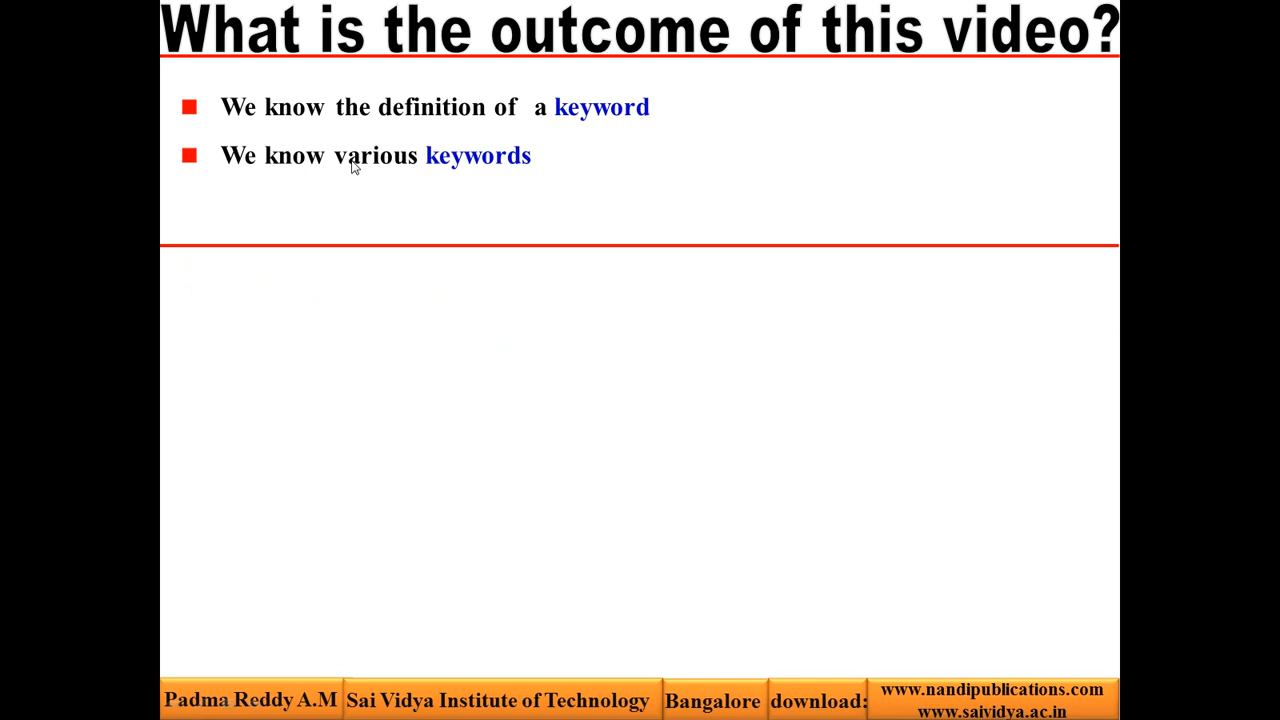 What is the outcome of this video?
We know the definition of a keyword
We know various keywords
Padma Reddy A.M Sai Vidya Institute of Technology Bangalore download: www.nandipublications.com
www.saividya.ac.in